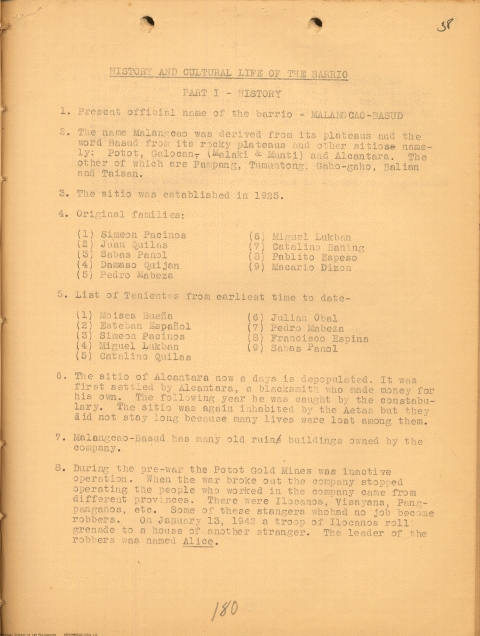 38
HISTORY AND CULTURAL LIFE OF THE BARRIO
PART I - HISTORY
1. Present official name of the barrio - MALANGCAO-BASUD
2. The name Malangcao was derived from its plateaus and the
word Basud from its rocky plateaus and other sitios name-
ly: Potot, Galocan- (Malaki & Munti) and Alcantara. The
other of which are Pampang, Tumuntong, Gaho-gaho, Balian
and Taisan.
3. The sitio was established in 1925.
4. Original families:
(1) Simeon Pacinos
(2) Juan Quilas
(3) Sabas Panol
(4) Damaso Quijan
(5) Pedro Mabeza
(6) Miguel Lukban
(7) Catalino Baning
(8) Pablito Espeso
(9) Macario Dizon
5. List of Tenientes from earliest time to date-
(1) Moises Bueña
(2) Esteban Español
(3) Simeon Pacinos
(4) Miguel Lukban
(5) Catalino Quilas
(6) Julian Obal
(7) Pedro Mabeza
(8) Francisco Espina
(9) Sabas Panol
6. The sitio of Alcantara now a days is depopulated. It was
first settled by Alcantara, a blacksmith who made money for
his own. The following year he was caught by the constabu-
lary. The sitio was again inhabited by the Aetas but they
did not stay long because many lives were lost among them.
7. Malangcao-Basud has many old ruin buildings owned by the
company.
8. During the pre-war the Potot Gold Mines was inactive
operation. When the war broke out the company stopped
operating the people who worked in the company came from
different provinces. There were Ilocanos, Visayans, Pang-
panganos, etc. Some of these stangers whohad no job become
robbers. On January 13, 1942 a troop of Ilocanos roll
grenade to a house of another stranger. The leader of the
robbers was named Alice.
180